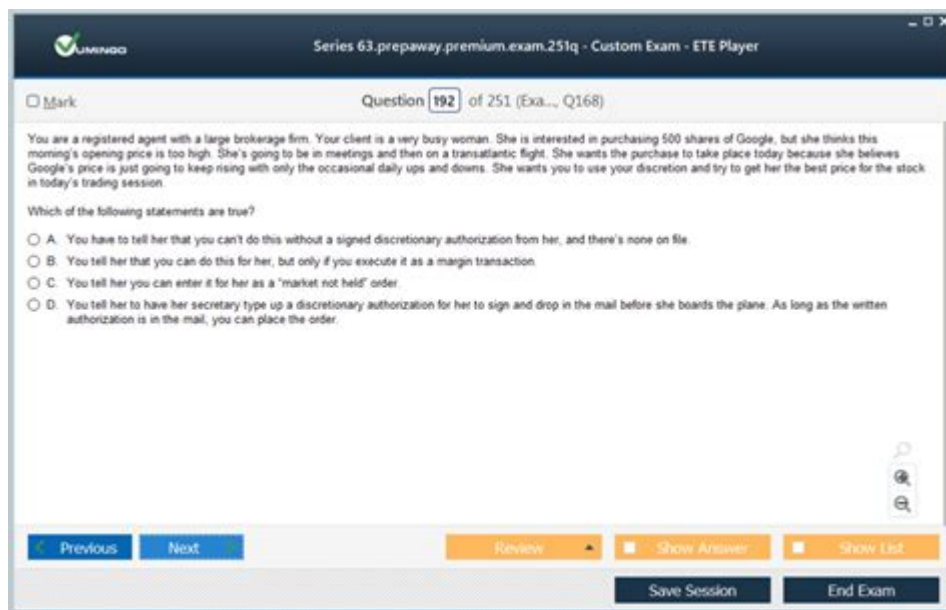 VUMINGO
Series 63.prepaway.premium.exam.251q - Custom Exam - ETE Player
Mark
Question 192 of 251 (Exa..., Q168)
You are a registered agent with a large brokerage firm. Your client is a very busy woman. She is interested in purchasing 500 shares of Google, but she thinks this
morning's opening price is too high. She's going to be in meetings and then on a transatlantic flight. She wants the purchase to take place today because she believes
Google's price is just going to keep rising with only the occasional daily ups and downs. She wants you to use your discretion and try to get her the best price for the stock
in today's trading session.
Which of the following statements are true?
A. You have to tell her that you can't do this without a signed discretionary authorization from her, and there's none on file.
B. You tell her that you can do this for her, but only if you execute it as a margin transaction.
C. You tell her you can enter it for her as a "market not held" order.
D. You tell her to have her secretary type up a discretionary authorization for her to sign and drop in the mail before she boards the plane. As long as the written
authorization is in the mail, you can place the order.
Previous
Next
Review
Show Answer
Show List
Save Session
End Exam